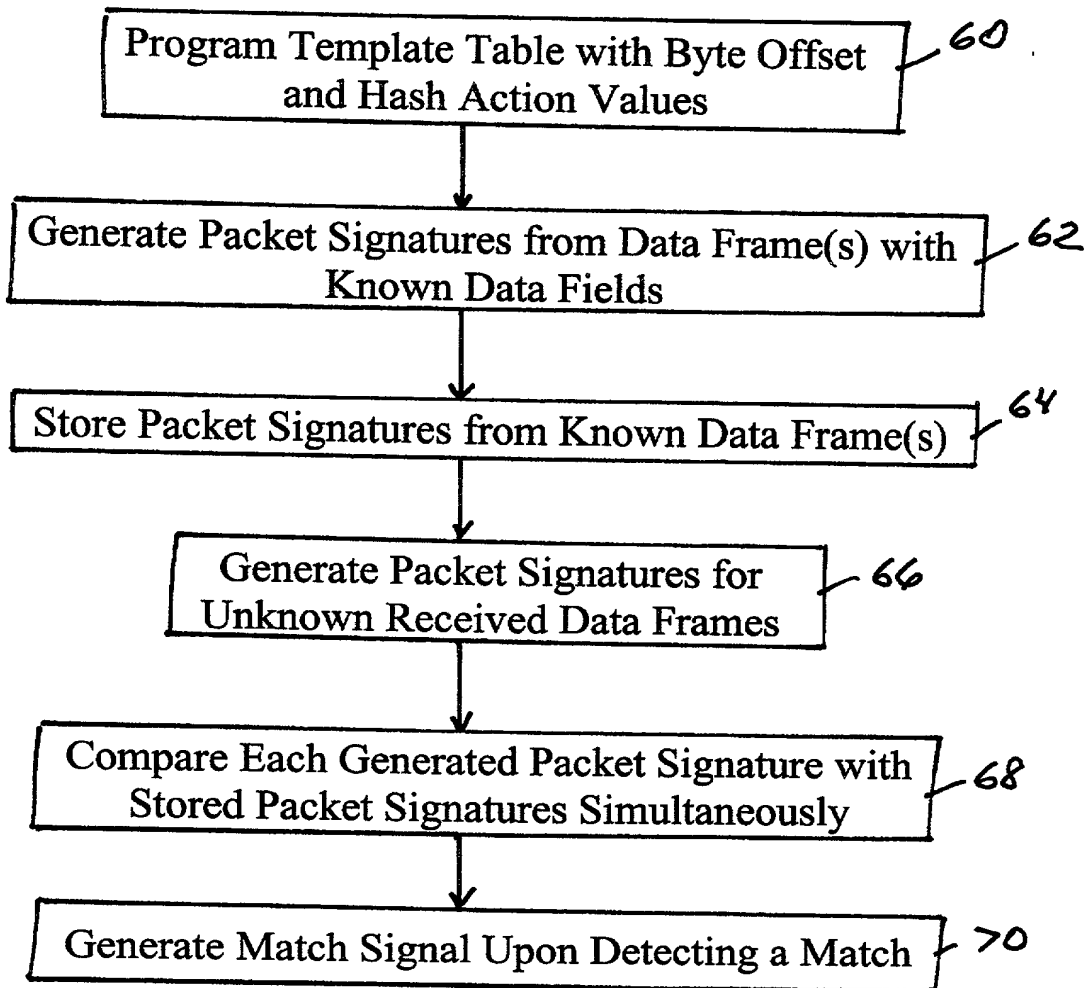 Program Template Table with Byte Offset
and Hash Action Values
60
Generate Packet Signatures from Data Frame(s) with
Known Data Fields
62
Store Packet Signatures from Known Data Frame(s)
64
Generate Packet Signatures for
Unknown Received Data Frames
66
Compare Each Generated Packet Signature with
Stored Packet Signatures Simultaneously
68
Generate Match Signal Upon Detecting a Match
70